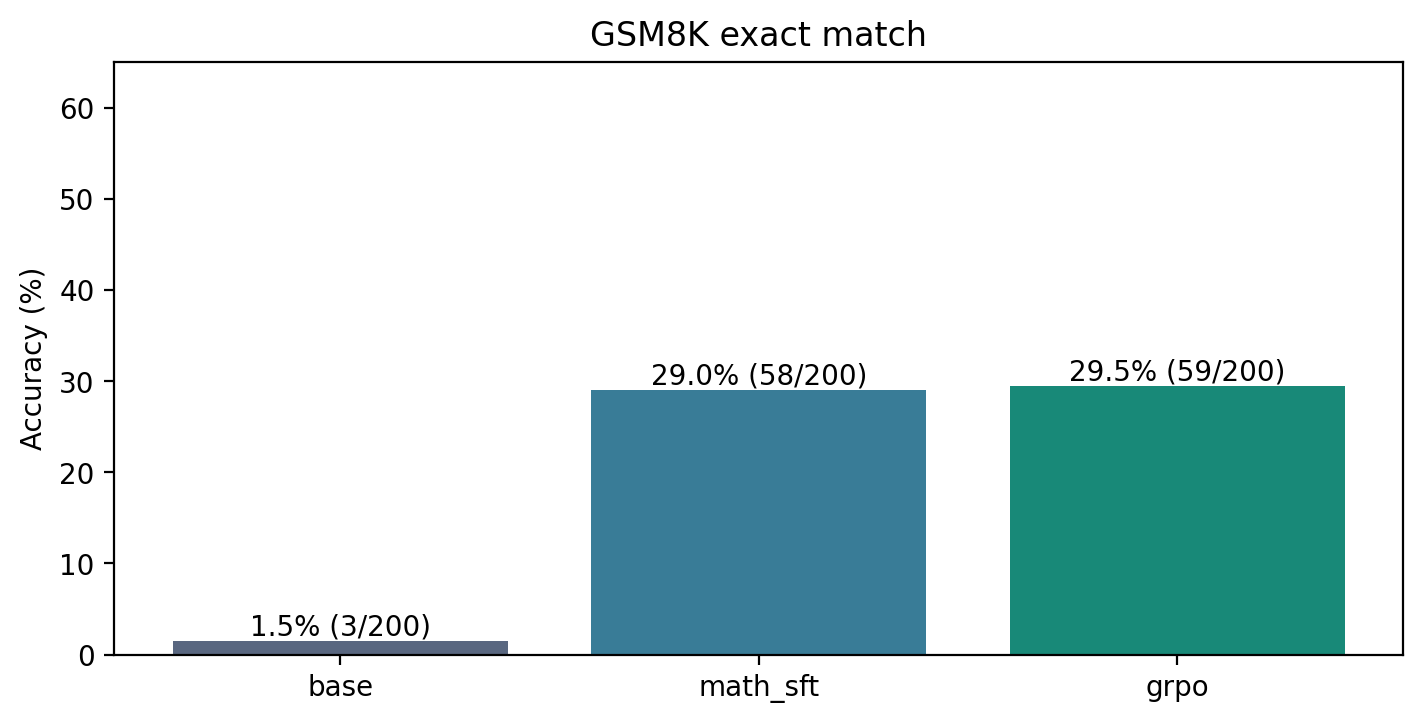 GSM8K exact match
Accuracy (%)
60
50
40
30
20
10
0
1.5% (3/200)
29.0% (58/200)
29.5% (59/200)
base
math_sft
grpo